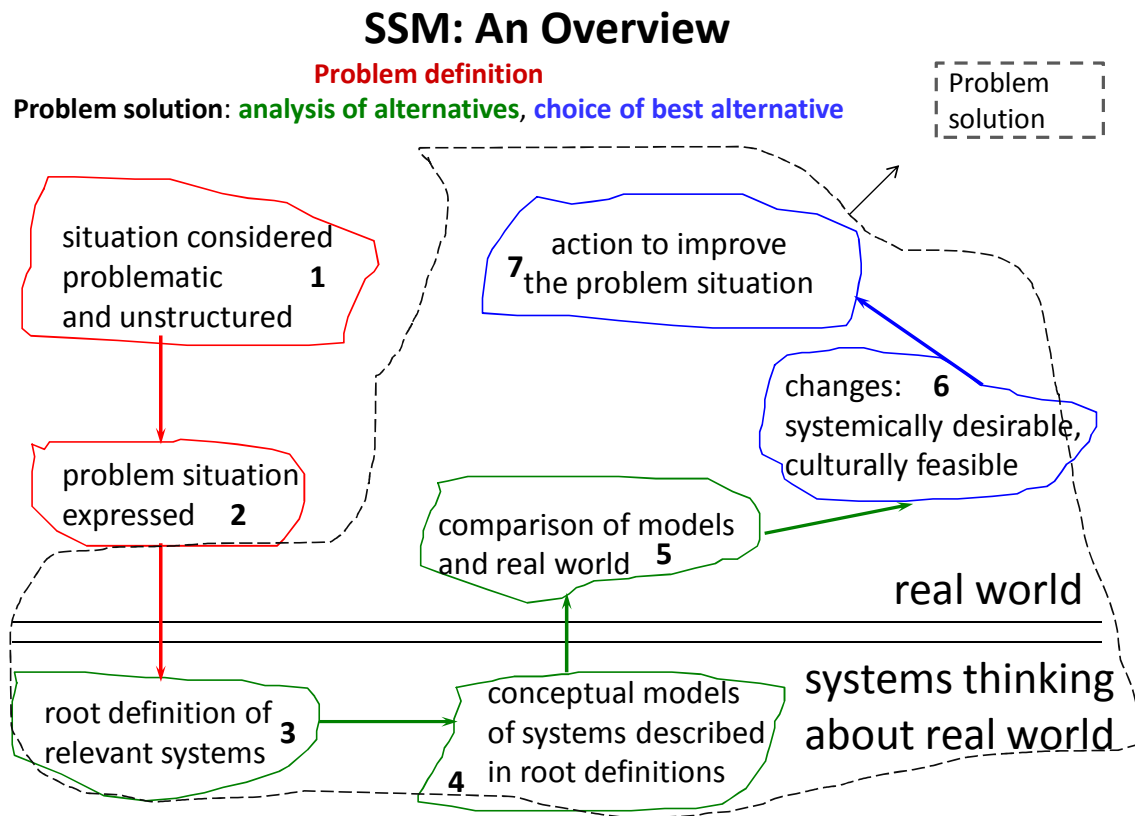 SSM: An Overview
Problem definition
Problem solution: analysis of alternatives, choice of best alternative
Problem
solution
situation considered
problematic 1
and unstructured
action to improve
7 the problem situation
changes: 6
systemically desirable,
culturally feasible
problem situation
expressed 2
comparison of models
and real world 5
real world
root definition of
relevant systems 3
conceptual models
of systems described
in root definitions
4
systems thinking
about real world